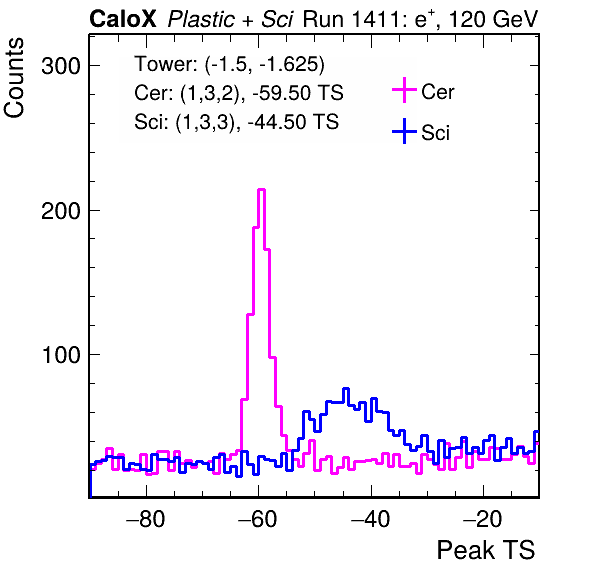 CaloX Plastic + Sci Run 1411: e+, 120 GeV
Counts
Tower: (-1.5, -1.625)
Cer: (1,3,2), -59.50 TS
Sci: (1,3,3), -44.50 TS
Cer
Sci
300
200
100
−80 −60 −40 −20
Peak TS